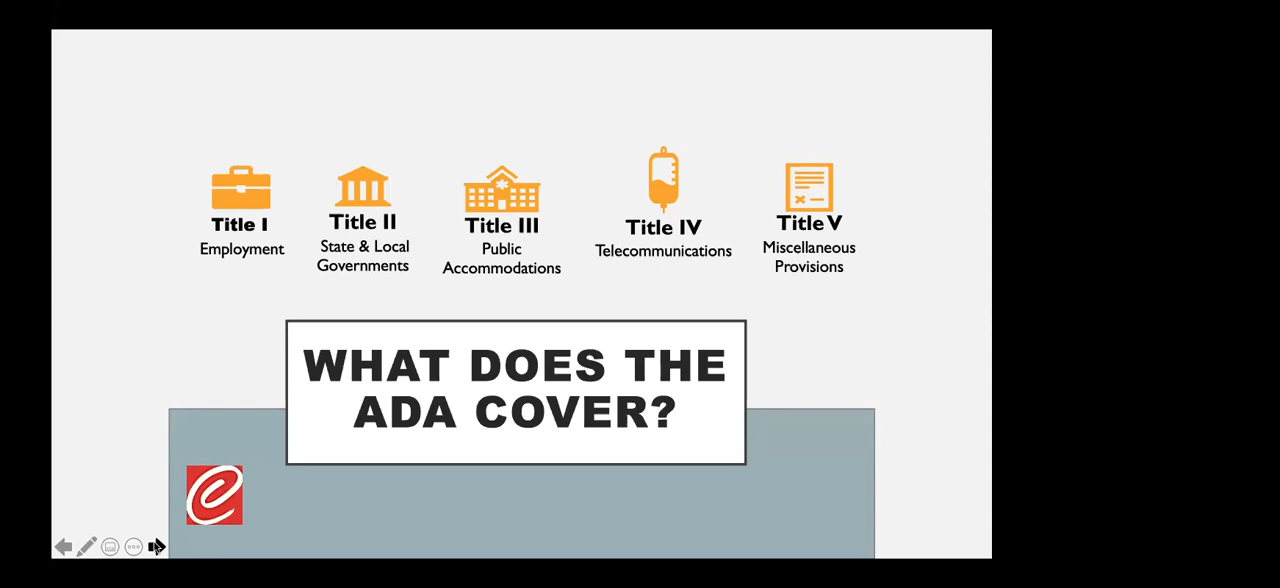 Title I
Employment
Title II
State & Local
Governments
Title III
Public
Accommodations
Title IV
Telecommunications
Title V
Miscellaneous
Provisions
WHAT DOES THE
ADA COVER?